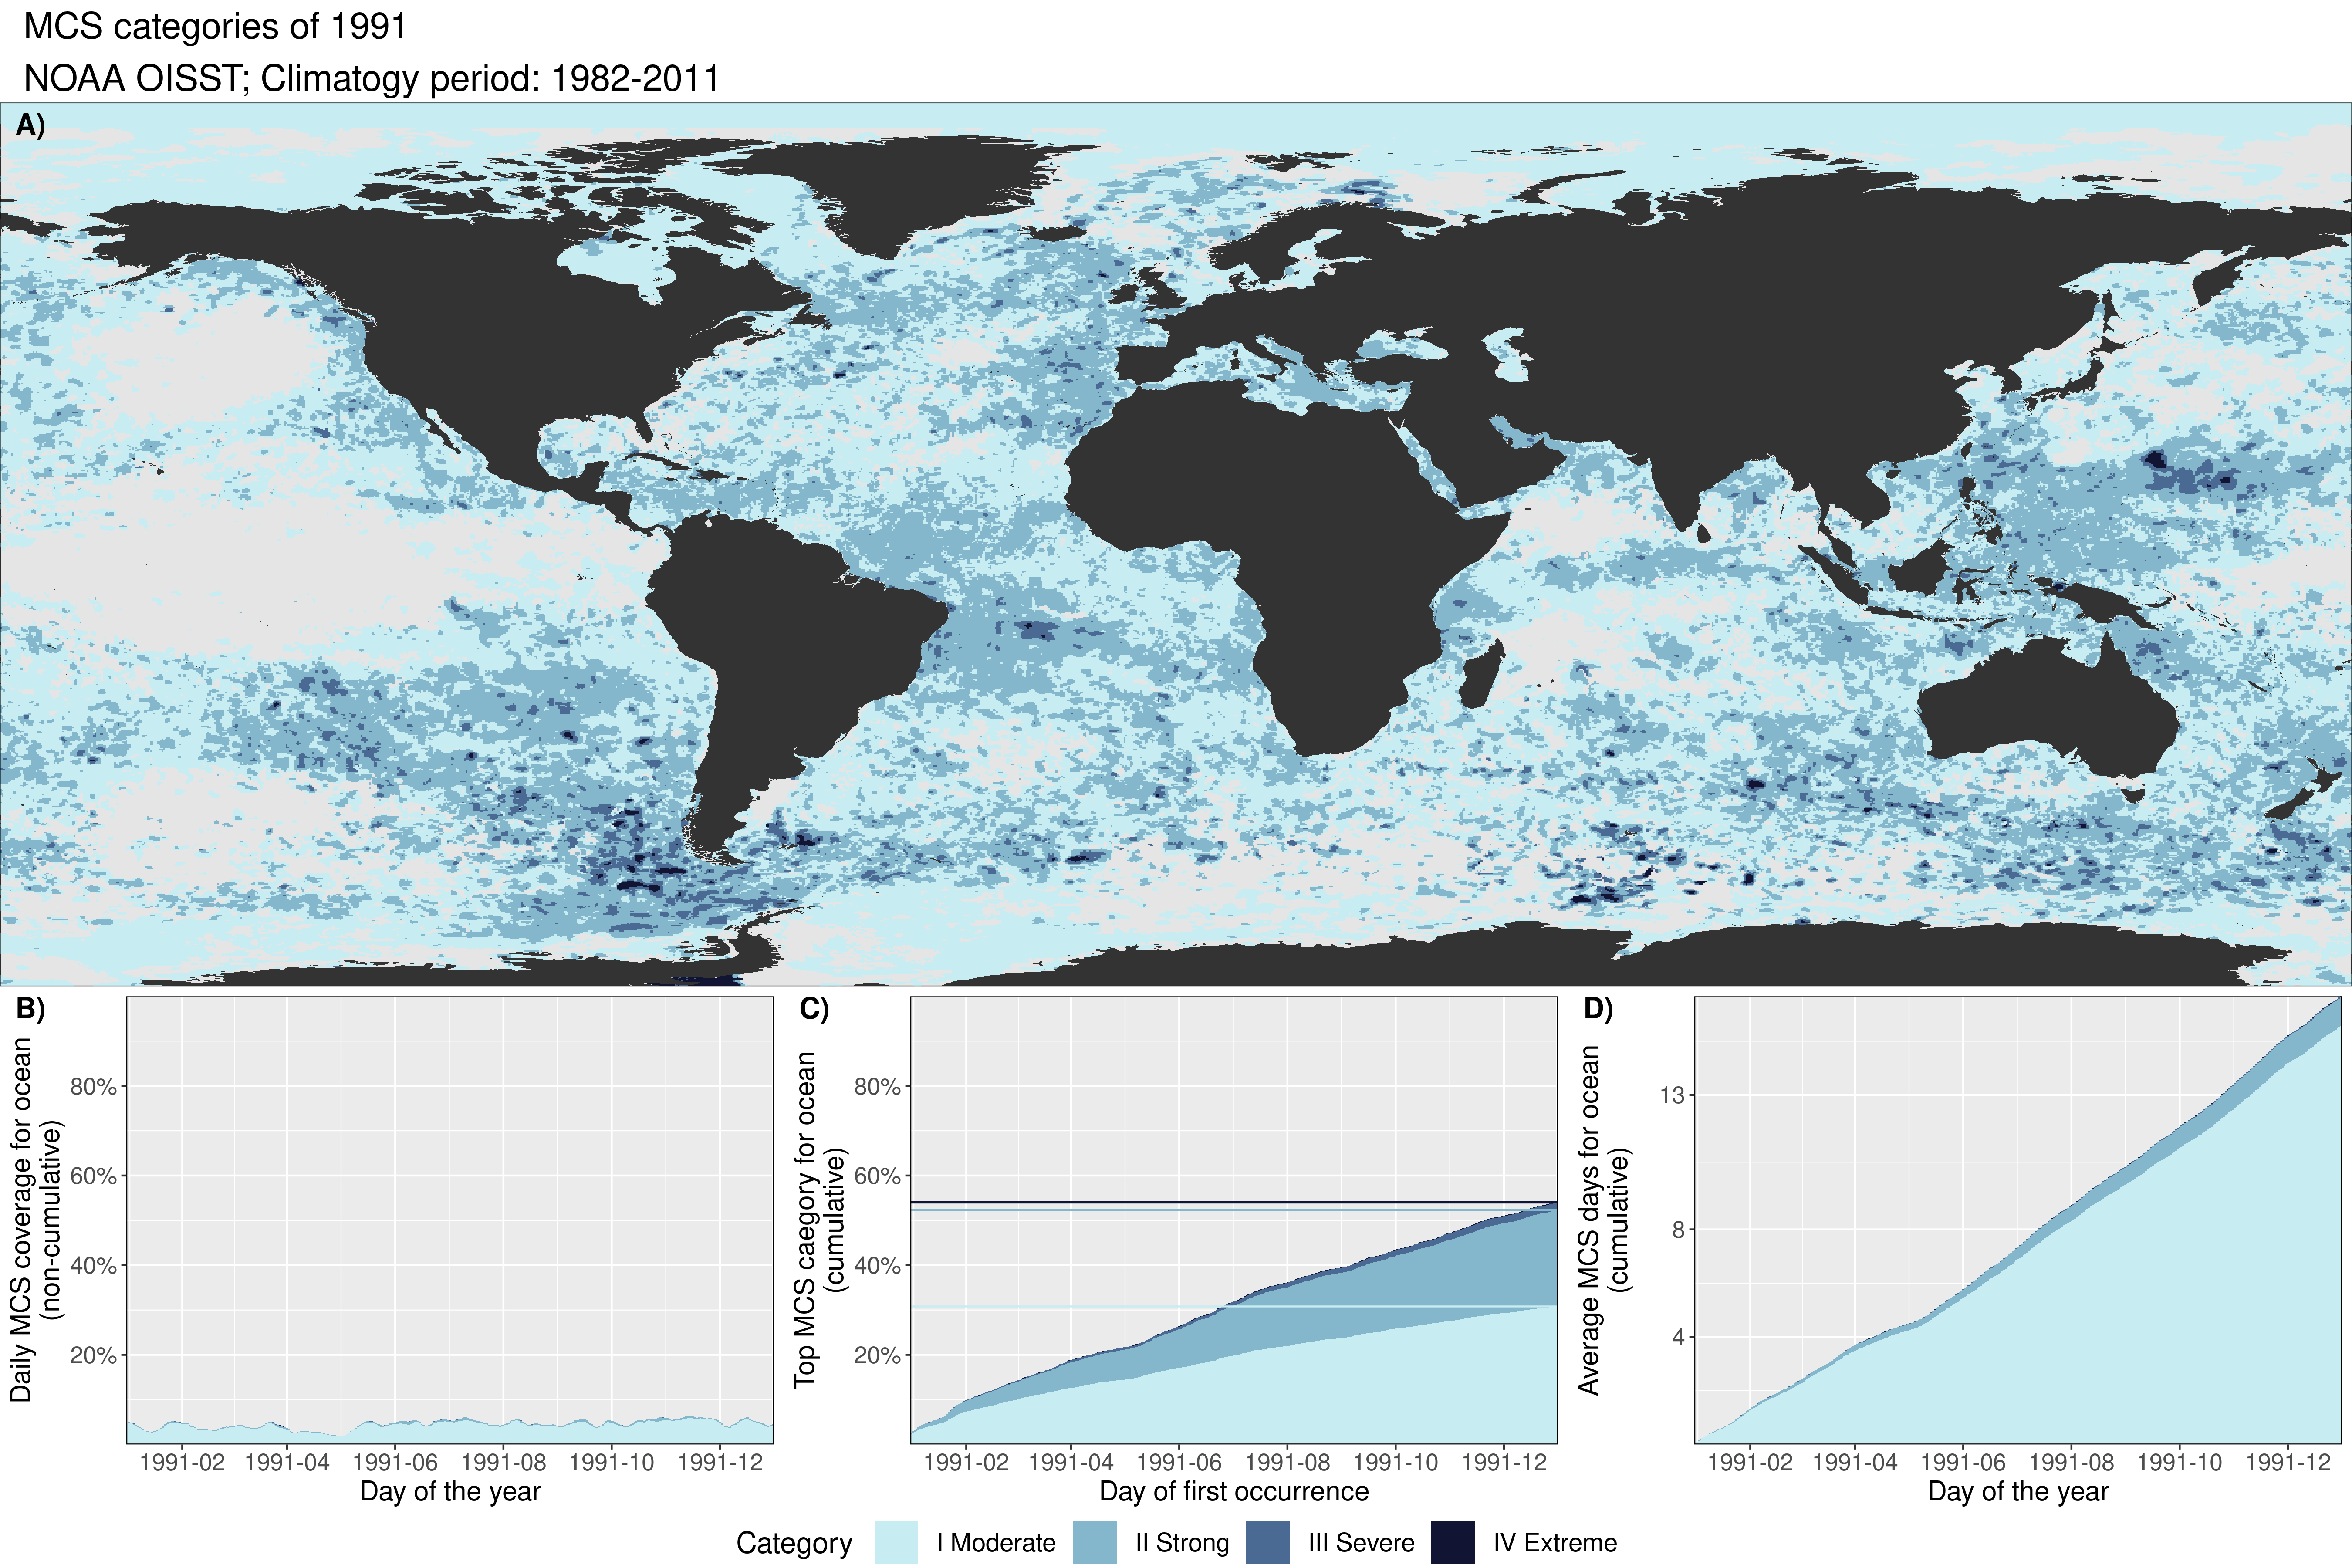 MCS categories of 1991
NOAA OISST; Climatogy period: 1982-2011
A)
B)
Daily MCS coverage for ocean
(non-cumulative)
80%
60%
40%
20%
1991-02 1991-04 1991-06 1991-08 1991-10 1991-12
Day of the year
C)
Top MCS caegory for ocean
(cumulative)
80%
60%
40%
20%
1991-02 1991-04 1991-06 1991-08 1991-10 1991-12
Day of first occurrence
D)
Average MCS days for ocean
(cumulative)
13
8
4
1991-02 1991-04 1991-06 1991-08 1991-10 1991-12
Day of the year
Category I Moderate II Strong III Severe IV Extreme